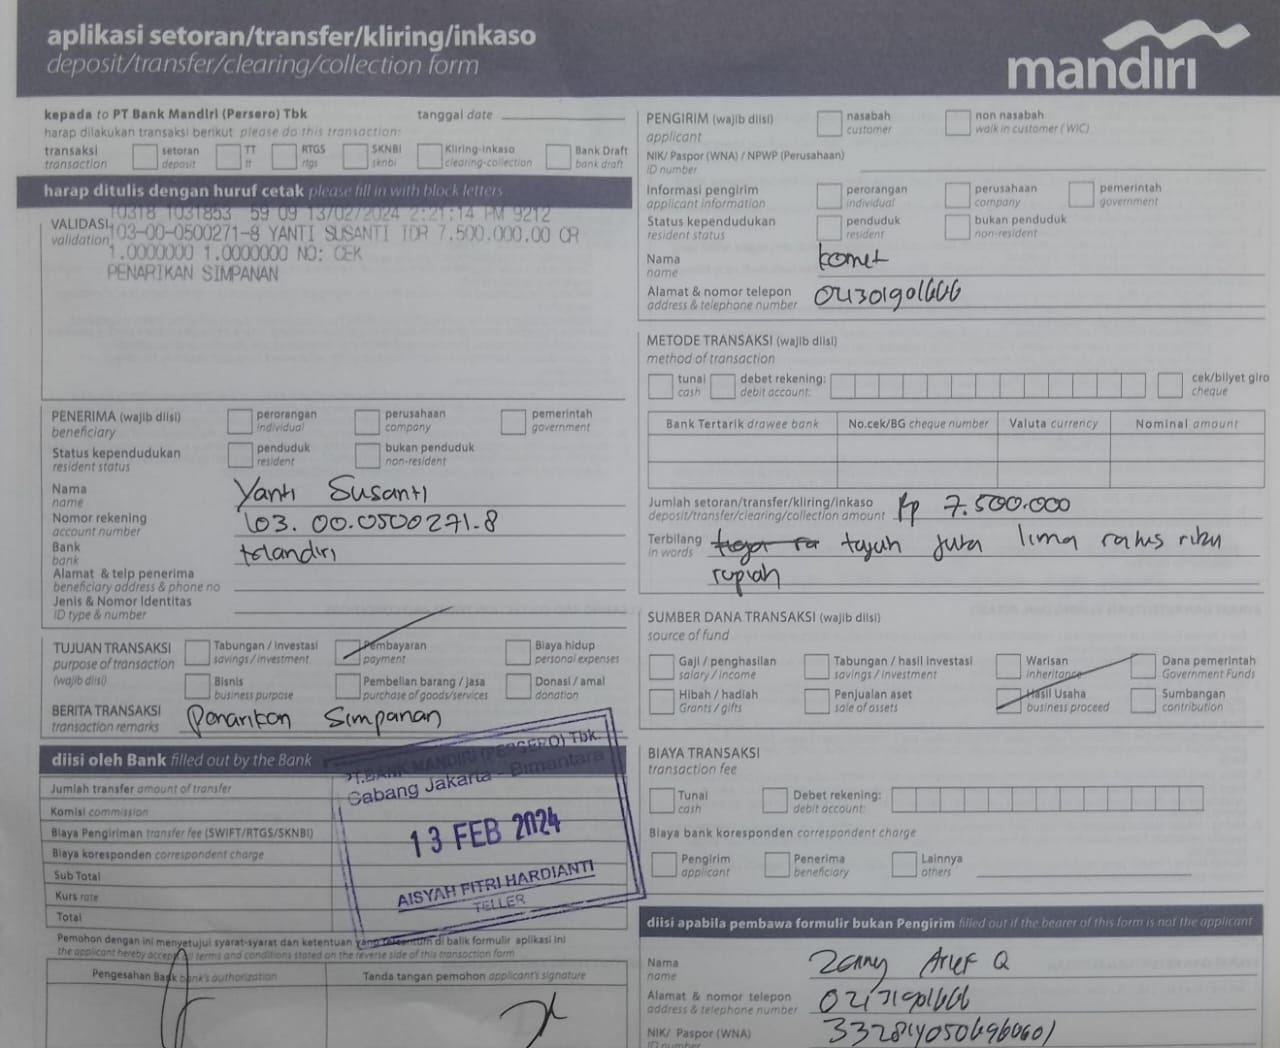 aplikasi setoran/transfer/kliring/inkaso
deposit/transfer/clearing/collection form
mandiri
kepada to PT Bank Mandiri (Persero) Tbk
tanggal date
harap dilakukan transaksi berikut please do this transaction:
transaksi
transaction
setoran
deposit
TT
tt
RTGS
rtgs
SKNBI
sknbi
Kliring-inkaso
clearing-collection
Bank Draft
bank draft
harap ditulis dengan huruf cetak please fill in with block letters
VALIDASI
validation
10318 1031853 59 09 13/02/2024 2:21:14 PM 9212
103-00-0500271-8 YANTI SUSANTI IDR 7.500.000.00 CR
1.0000000 1.0000000 NO: CEK
PENARIKAN SIMPANAN
PENERIMA (wajib diisi)
beneficiary
perorangan
individual
perusahaan
company
pemerintah
government
Status kependudukan
resident status
penduduk
resident
bukan penduduk
non-resident
Nama
name
Yanti Susanti
Nomor rekening
account number
103. 00.0500271-8
Bank
bank
Alamat & telp penerima
beneficiary address & phone no
Jenis & Nomor Identitas
ID type & number
TUJUAN TRANSAKSI
purpose of transaction
(wajib diisi)
Tabungan / investasi
savings / investment
Pembayaran
payment
Biaya hidup
personal expenses
Bisnis
business purpose
Pembelian barang / jasa
purchase of goods/services
Donasi / amal
donation
BERITA TRANSAKSI
transaction remarks
Penarikan Simpanan
diisi oleh Bank filled out by the Bank
Jumlah transfer amount of transfer
Komisi commission
Biaya Pengiriman transfer fee (SWIFT/RTGS/SKNBI)
Biaya koresponden correspondent charge
Sub Total
Kurs rate
Total
PT.BANK MANDIRI (PERSERO) Tbk.
Cabang Jakarta - Bimantara
13 FEB 2024
AISYAH FITRI HARDIANTI
TELLER
Pemohon dengan ini menyetujui syarat-syarat dan ketentuan yang tercantum di balik formulir aplikasi ini
the applicant hereby accepts all terms and conditions stated on the reverse side of this transaction form
Pengesahan Bank bank's authorization
Tanda tangan pemohon applicant's signature
PENGIRIM (wajib diisi)
applicant
nasabah
customer
non nasabah
walk in customer (WIC)
NIK/ Paspor (WNA) / NPWP (Perusahaan)
ID number
Informasi pengirim
applicant information
perorangan
individual
perusahaan
company
pemerintah
government
Status kependudukan
resident status
penduduk
resident
bukan penduduk
non-resident
Nama
name
komet
Alamat & nomor telepon
address & telephone number
METODE TRANSAKSI (wajib diisi)
method of transaction
tunai
cash
debet rekening:
debit account:
cek/bilyet giro
cheque
Bank Tertarik drawee bank
No.cek/BG cheque number
Valuta currency
Nominal amount
Jumlah setoran/transfer/kliring/inkaso
deposit/transfer/clearing/collection amount
Rp 7.500.000
Terbilang
in words
tujuh juta lima ratus ribu
rupiah
SUMBER DANA TRANSAKSI (wajib diisi)
source of fund
Gaji / penghasilan
salary / income
Tabungan / hasil investasi
savings / investment
Warisan
inheritance
Dana pemerintah
Government Funds
Hibah / hadiah
Grants / gifts
Penjualan aset
sale of assets
Hasil Usaha
business proceed
Sumbangan
contribution
BIAYA TRANSAKSI
transaction fee
Tunai
cash
Debet rekening:
debit account:
Biaya bank koresponden correspondent charge
Pengirim
applicant
Penerima
beneficiary
Lainnya
others
diisi apabila pembawa formulir bukan Pengirim filled out if the bearer of this form is not the applicant
Nama
name
Zenny Arief Q
Alamat & nomor telepon
address & telephone number
NIK/ Paspor (WNA)
ID number